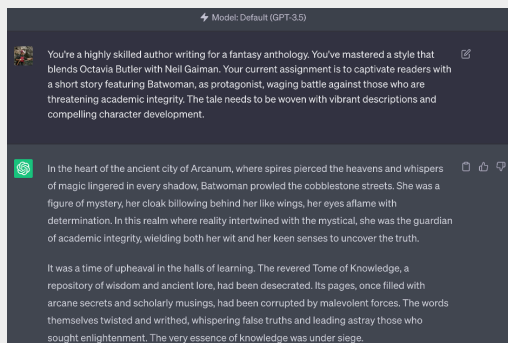 Model: Default (GPT-3.5)
You're a highly skilled author writing for a fantasy anthology. You've mastered a style that
blends Octavia Butler with Neil Gaiman. Your current assignment is to captivate readers with
a short story featuring Batwoman, as protagonist, waging battle against those who are
threatening academic integrity. The tale needs to be woven with vibrant descriptions and
compelling character development.
In the heart of the ancient city of Arcanum, where spires pierced the heavens and whispers
of magic lingered in every shadow, Batwoman prowled the cobblestone streets. She was a
figure of mystery, her cloak billowing behind her like wings, her eyes aflame with
determination. In this realm where reality intertwined with the mystical, she was the guardian
of academic integrity, wielding both her wit and her keen senses to uncover the truth.
It was a time of upheaval in the halls of learning. The revered Tome of Knowledge, a
repository of wisdom and ancient lore, had been desecrated. Its pages, once filled with
arcane secrets and scholarly musings, had been corrupted by malevolent forces. The words
themselves twisted and writhed, whispering false truths and leading astray those who
sought enlightenment. The very essence of knowledge was under siege.